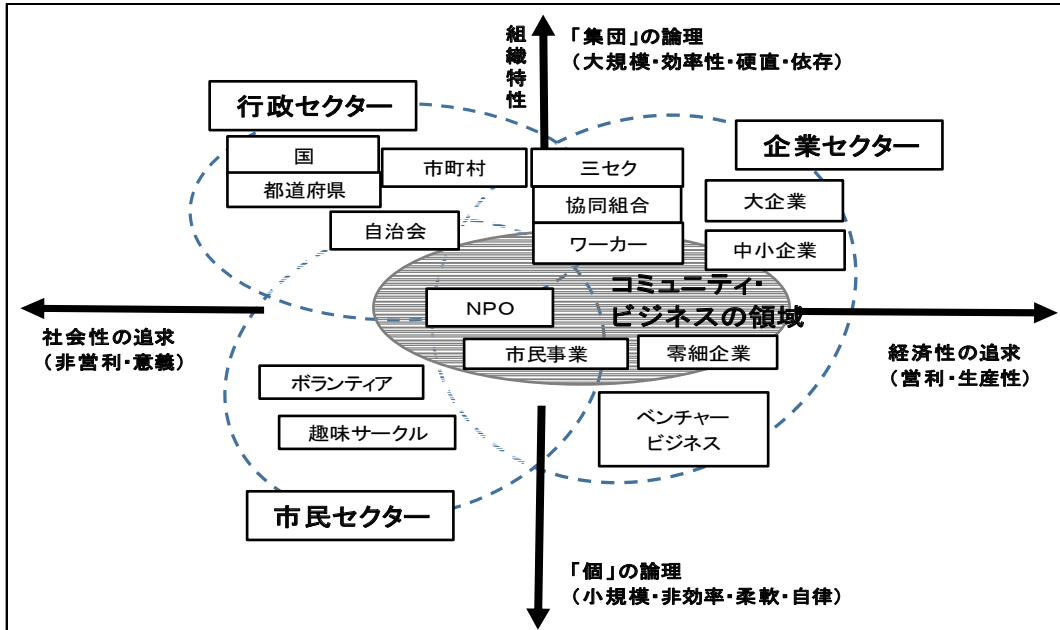 組織特性
「集団」の論理
（大規模・効率性・硬直・依存）
行政セクター
企業セクター
国
市町村
三セク
都道府県
大企業
協同組合
自治会
ワーカー
中小企業
コミュニティ・
ビジネスの領域
NPO
社会性の追求
（非営利・意義）
経済性の追求
（営利・生産性）
市民事業
零細企業
ボランティア
趣味サークル
ベンチャー
ビジネス
市民セクター
「個」の論理
（小規模・非効率・柔軟・自律）